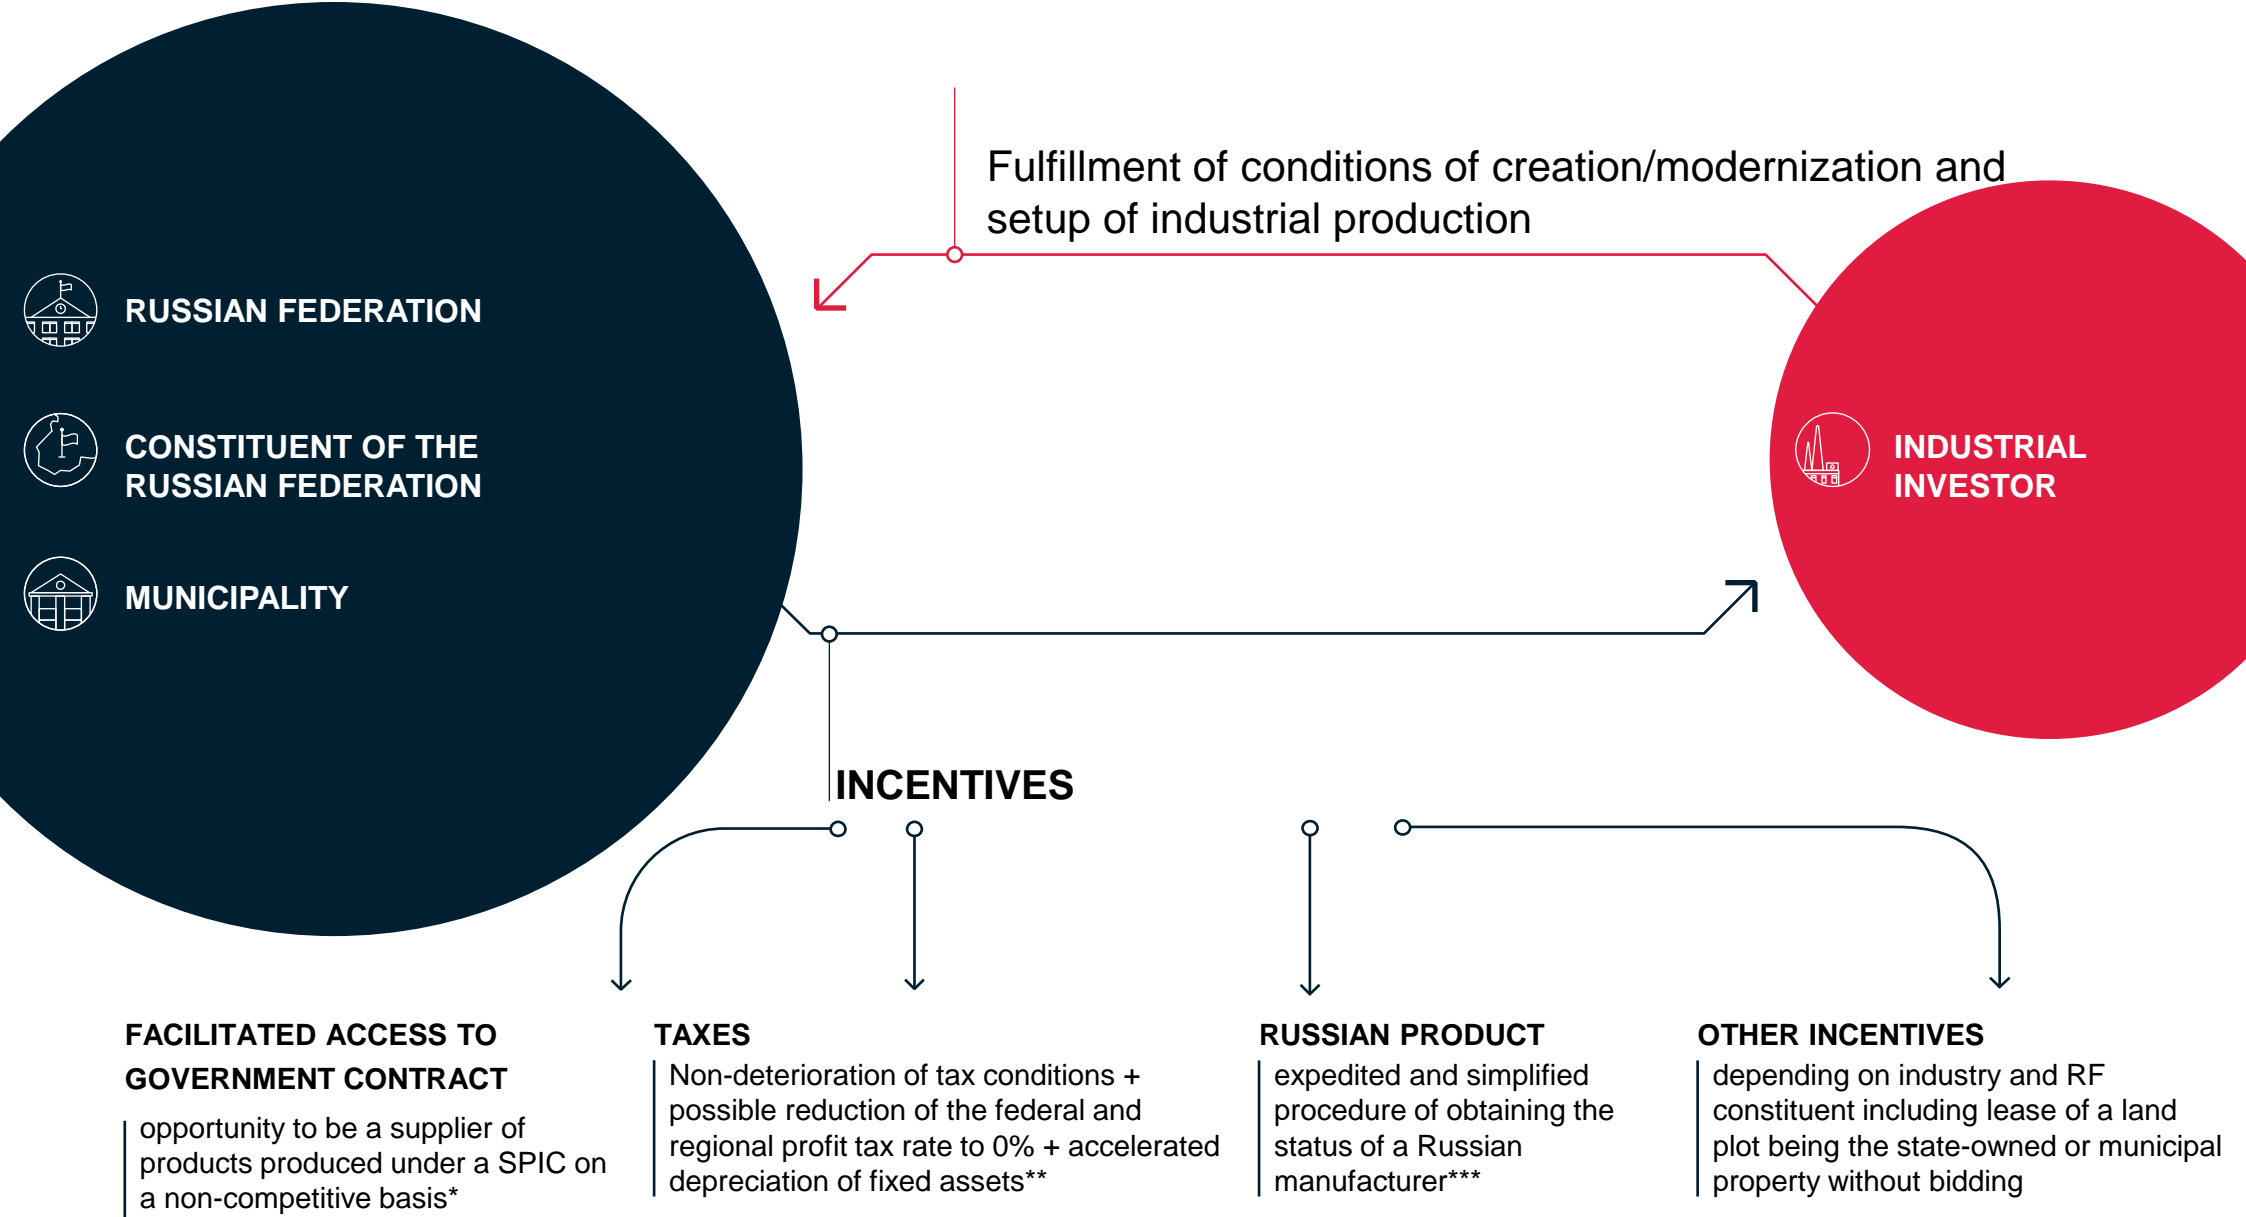 Fulfillment of conditions of creation/modernization and
setup of industrial production
RUSSIAN FEDERATION
CONSTITUENT OF THE
RUSSIAN FEDERATION
MUNICIPALITY
INDUSTRIAL
INVESTOR
INCENTIVES
FACILITATED ACCESS TO
GOVERNMENT CONTRACT
opportunity to be a supplier of
products produced under a SPIC on
a non-competitive basis*
TAXES
Non-deterioration of tax conditions +
possible reduction of the federal and
regional profit tax rate to 0% + accelerated
depreciation of fixed assets**
RUSSIAN PRODUCT
expedited and simplified
procedure of obtaining the
status of a Russian
manufacturer***
OTHER INCENTIVES
depending on industry and RF
constituent including lease of a land
plot being the state-owned or municipal
property without bidding